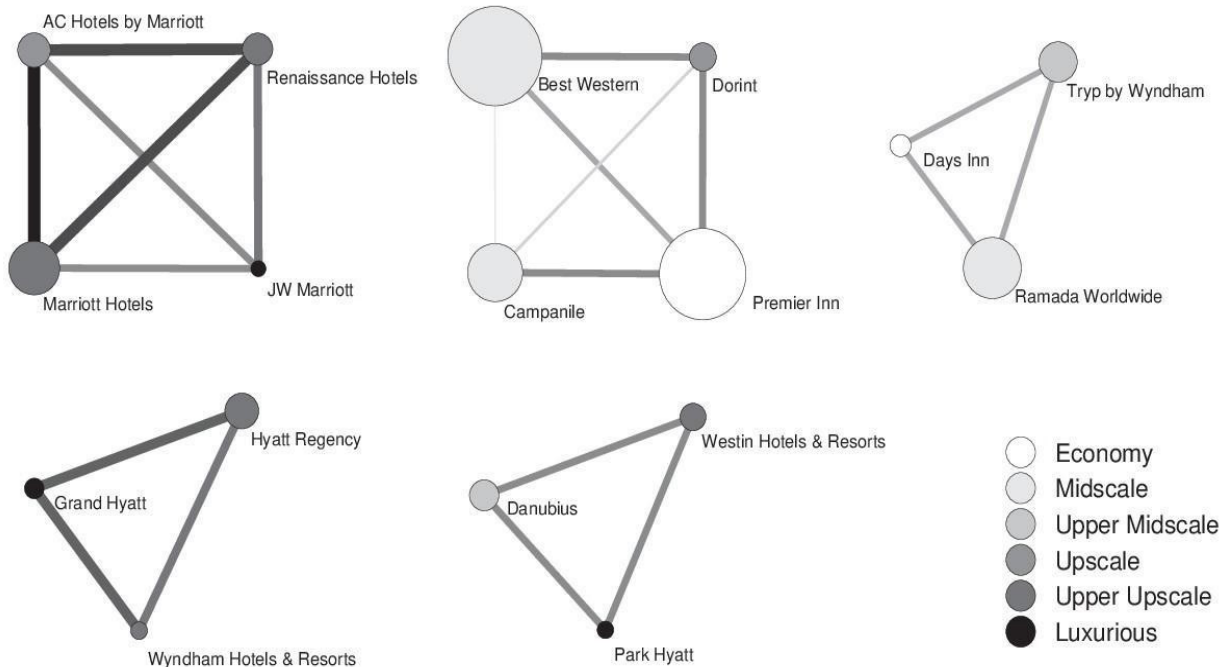 AC Hotels by Marriott
Renaissance Hotels
Marriott Hotels
JW Marriott
Best Western
Dorint
Campanile
Premier Inn
Tryp by Wyndham
Days Inn
Ramada Worldwide
Hyatt Regency
Grand Hyatt
Wyndham Hotels & Resorts
Westin Hotels & Resorts
Danubius
Park Hyatt
Economy
Midscale
Upper Midscale
Upscale
Upper Upscale
Luxurious